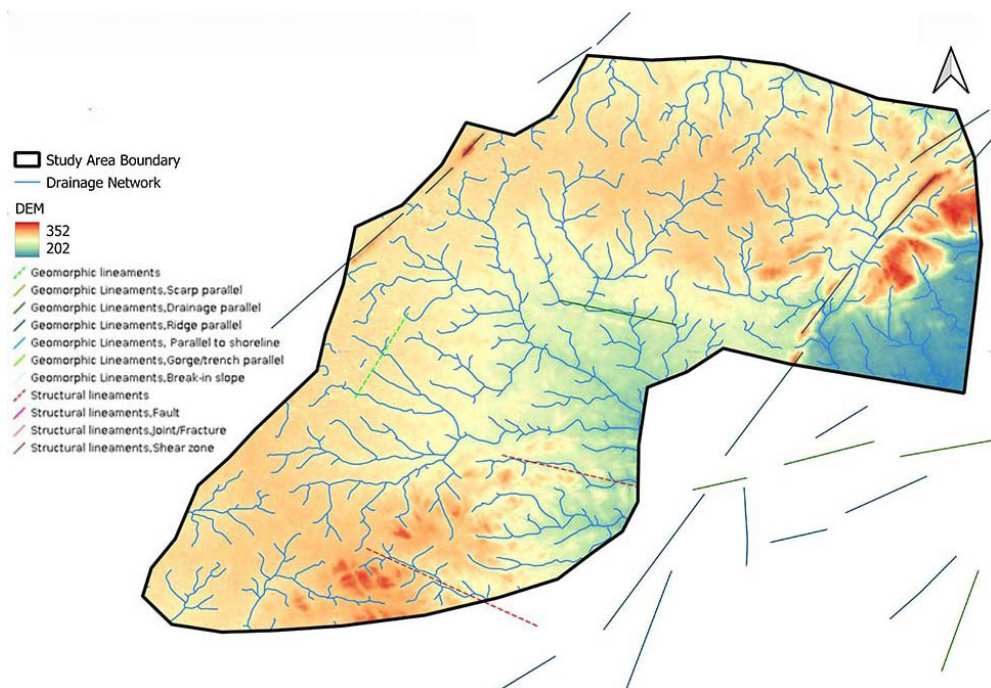 Study Area Boundary
Drainage Network
DEM
352
202
Geomorphic lineaments
Geomorphic Lineaments,Scarp parallel
Geomorphic Lineaments,Drainage parallel
Geomorphic Lineaments,Ridge parallel
Geomorphic Lineaments, Parallel to shoreline
Geomorphic Lineaments,Gorge/trench parallel
Geomorphic Lineaments,Break-in slope
Structural lineaments
Structural lineaments,Fault
Structural lineaments,Joint/Fracture
Structural lineaments,Shear zone